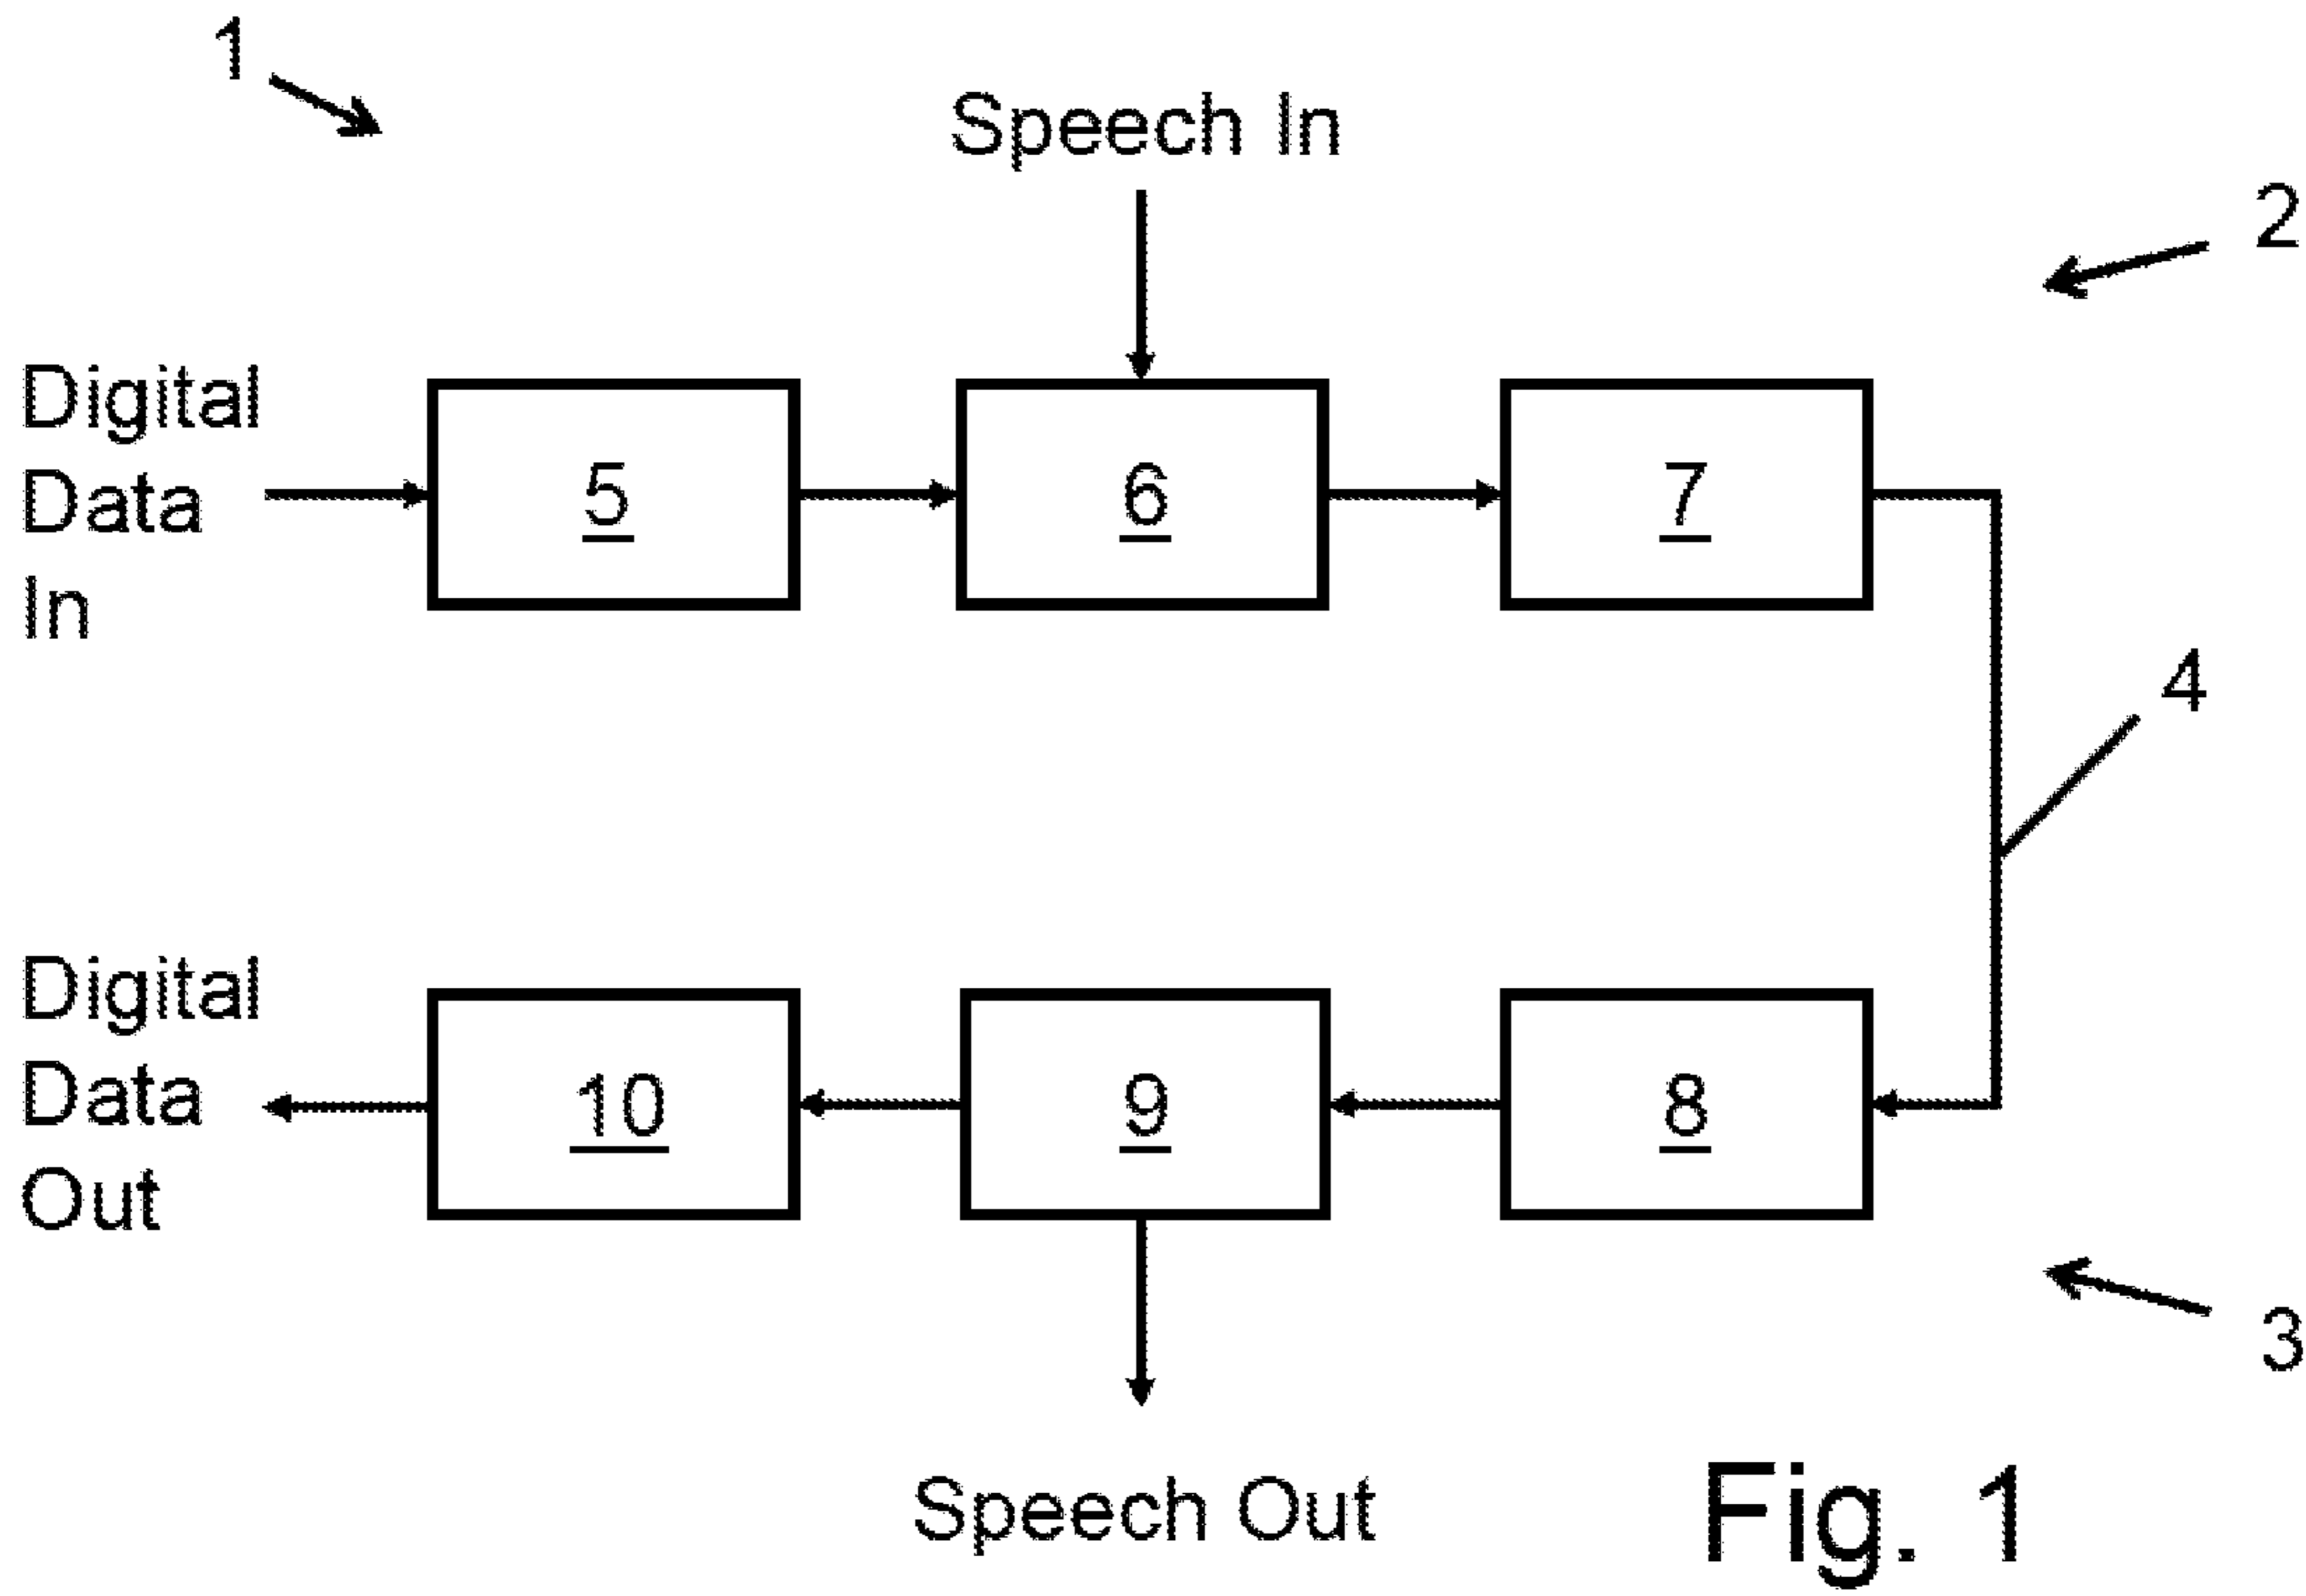 1
Speech In
2
Digital
Data
In
5
6
7
4
Digital
Data
Out
10
9
8
3
Speech Out
Fig. 1